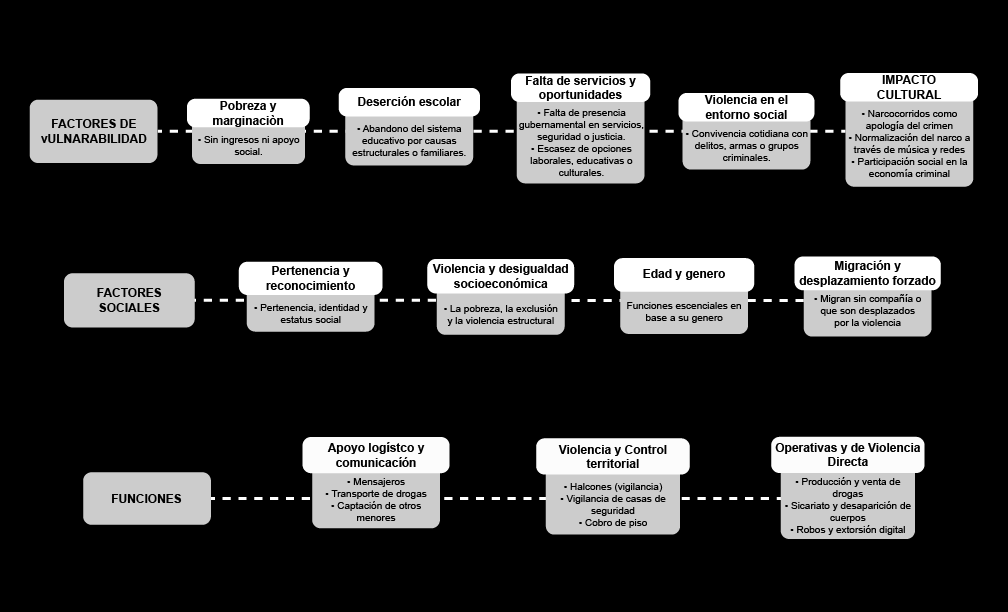 FACTORES DE
vULNARABILIDAD
Pobreza y
marginaciòn
• Sin ingresos ni apoyo
social.
Deserción escolar
• Abandono del sistema
educativo por causas
estructurales o familiares.
Falta de servicios y
oportunidades
• Falta de presencia
gubernamental en servicios,
seguridad o justicia.
• Escasez de opciones
laborales, educativas o
culturales.
Violencia en el
entorno social
• Convivencia cotidiana con
delitos, armas o grupos
criminales.
IMPACTO
CULTURAL
• Narcocorridos como
apología del crimen
• Normalización del narco a
través de música y redes
• Participación social en la
economía criminal
FACTORES
SOCIALES
Pertenencia y
reconocimiento
• Pertenencia, identidad y
estatus social
Violencia y desigualdad
socioeconómica
• La pobreza, la exclusión
y la violencia estructural
Edad y genero
Funciones escenciales en
base a su genero
Migración y
desplazamiento forzado
• Migran sin compañía o
que son desplazados
por la violencia
FUNCIONES
Apoyo logístco y
comunicación
• Mensajeros
• Transporte de drogas
• Captación de otros
menores
Violencia y Control
territorial
• Halcones (vigilancia)
• Vigilancia de casas de
seguridad
• Cobro de piso
Operativas y de Violencia
Directa
• Producción y venta de
drogas
• Sicariato y desaparición de
cuerpos
• Robos y extorsión digital